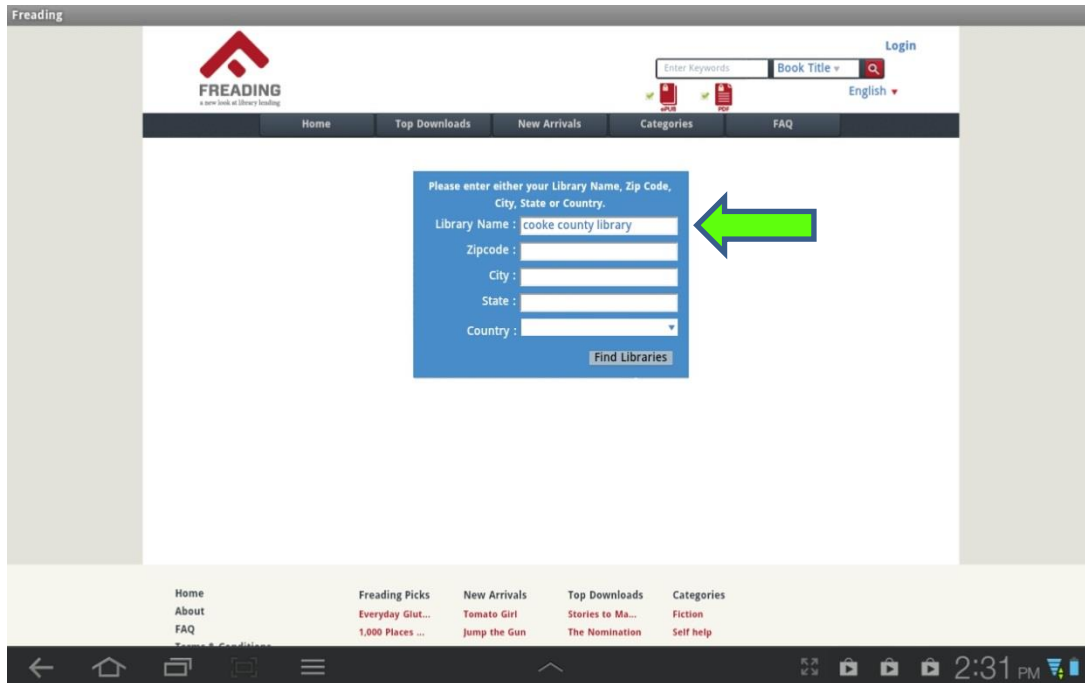 Freading
Login
Enter Keywords Book Title
FREADING
a new look at library lending
ePUB PDF English
Home Top Downloads New Arrivals Categories FAQ
Please enter either your Library Name, Zip Code,
City, State or Country.
Library Name : cooke county library
Zipcode :
City :
State :
Country :
Find Libraries
Home Freading Picks New Arrivals Top Downloads Categories
About Everyday Glut... Tomato Girl Stories to Ma... Fiction
FAQ 1,000 Places ... Jump the Gun The Nomination Self help
Terms & Conditions
2:31 PM